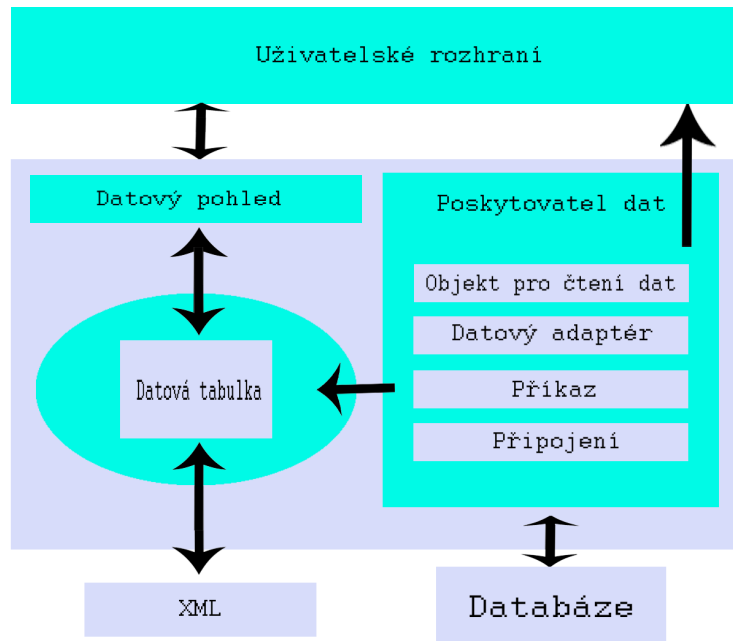 Uživatelské rozhraní
Datový pohled
Poskytovatel dat
Objekt pro čtení dat
Datový adaptér
Příkaz
Připojení
Datová tabulka
XML
Databáze